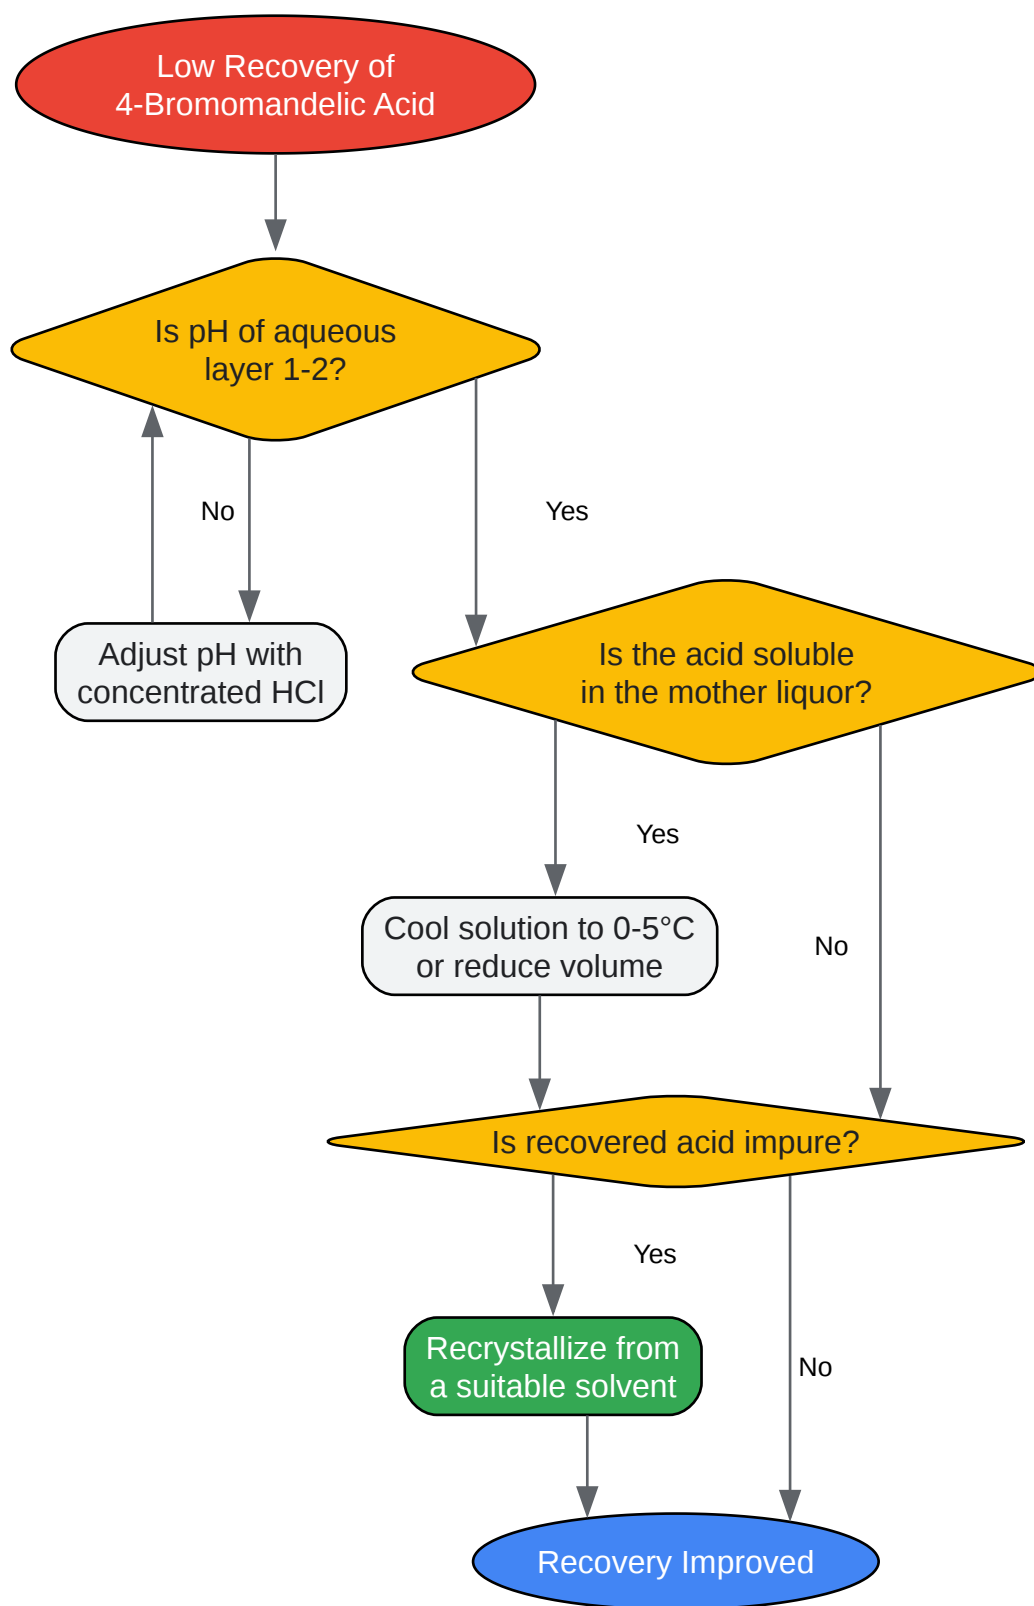 Low Recovery of
4-Bromomandelic Acid
Is pH of aqueous
layer 1-2?
No
Yes
Adjust pH with
concentrated HCl
Is the acid soluble
in the mother liquor?
Yes
No
Cool solution to 0-5°C
or reduce volume
Is recovered acid impure?
Yes
No
Recrystallize from
a suitable solvent
Recovery Improved